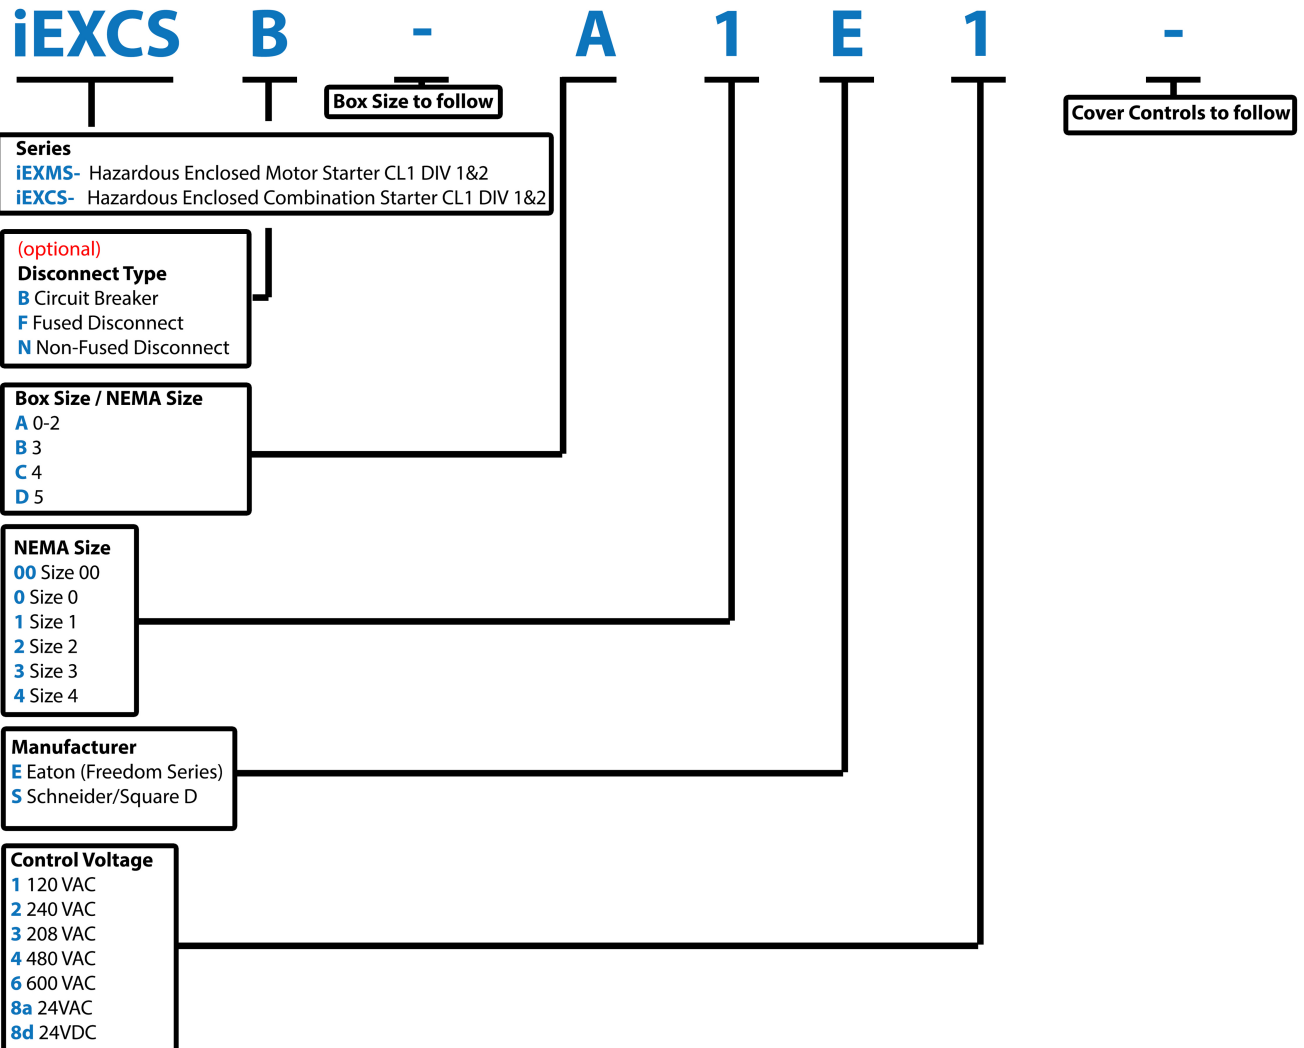 iEXCS B - A 1 E 1 -
Box Size to follow
Cover Controls to follow
Series
iEXMS- Hazardous Enclosed Motor Starter CL1 DIV 1&2
iEXCS- Hazardous Enclosed Combination Starter CL1 DIV 1&2
(optional)
Disconnect Type
B Circuit Breaker
F Fused Disconnect
N Non-Fused Disconnect
Box Size / NEMA Size
A 0-2
B 3
C 4
D 5
NEMA Size
00 Size 00
0 Size 0
1 Size 1
2 Size 2
3 Size 3
4 Size 4
Manufacturer
E Eaton (Freedom Series)
S Schneider/Square D
Control Voltage
1 120 VAC
2 240 VAC
3 208 VAC
4 480 VAC
6 600 VAC
8a 24VAC
8d 24VDC